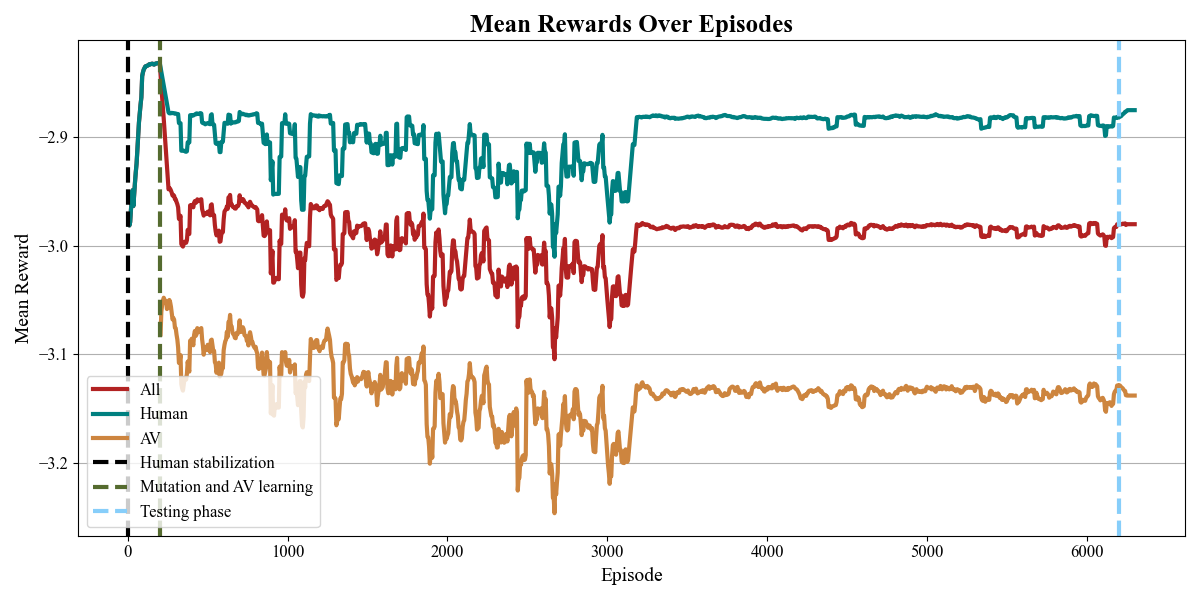 Mean Rewards Over Episodes
Mean Reward
−2.9
−3.0
−3.1
−3.2
All
Human
AV
Human stabilization
Mutation and AV learning
Testing phase
0 1000 2000 3000 4000 5000 6000
Episode